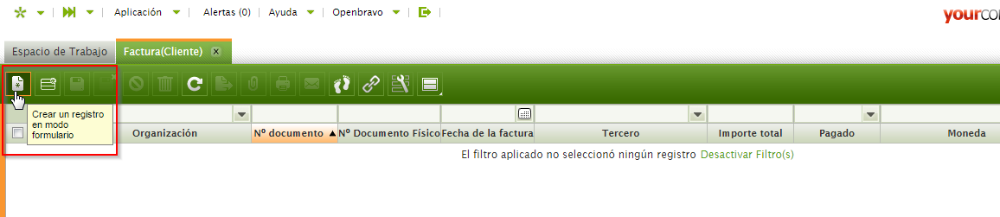 Aplicación Alertas (0) Ayuda Openbravo
yourcon
Espacio de Trabajo Factura(Cliente)
Crear un registro
en modo
formulario
Organización Nº documento Nº Documento Físico Fecha de la factura Tercero Importe total Pagado Moneda
El filtro aplicado no seleccionó ningún registro Desactivar Filtro(s)